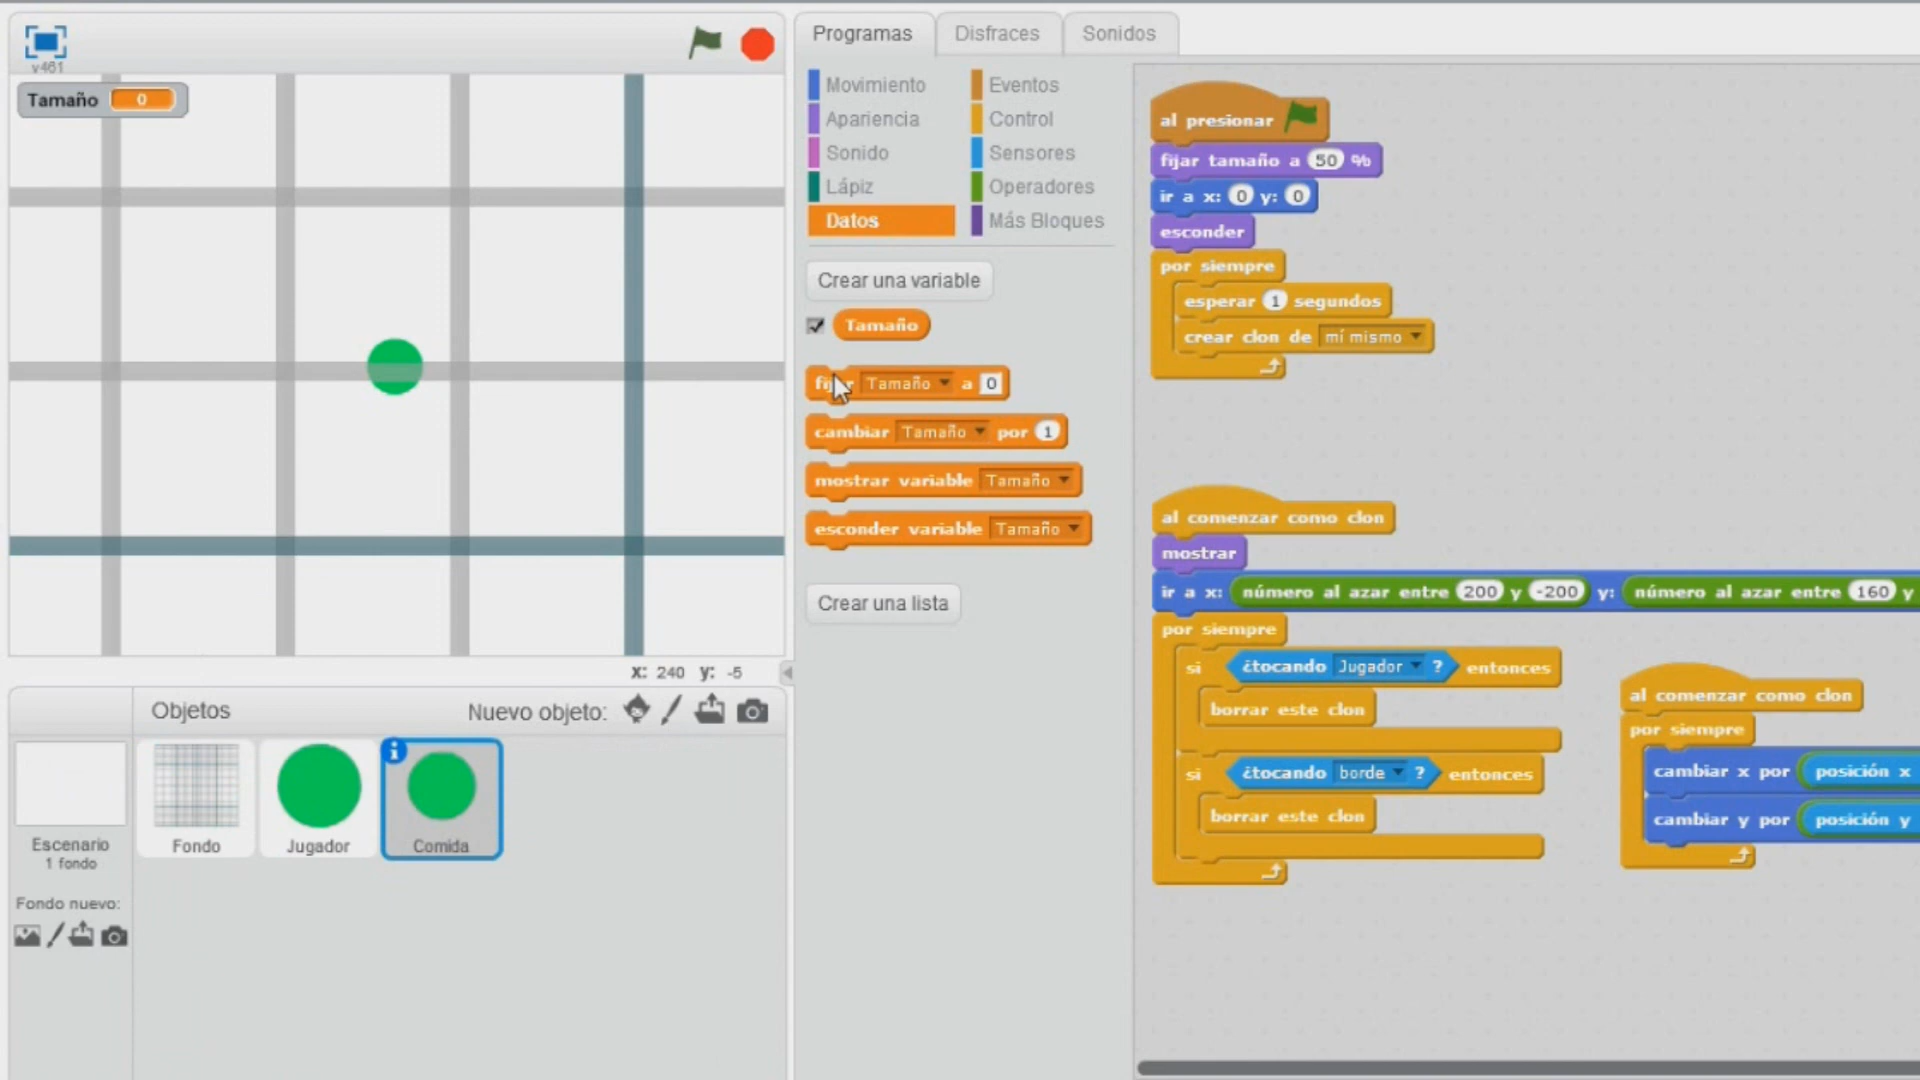 v461
Tamaño 0
x: 240 y: -5
Programas
Disfraces
Sonidos
Movimiento
Apariencia
Sonido
Lápiz
Datos
Eventos
Control
Sensores
Operadores
Más Bloques
Crear una variable
Tamaño
fijar Tamaño a 0
cambiar Tamaño por 1
mostrar variable Tamaño
esconder variable Tamaño
Crear una lista
al presionar
fijar tamaño a 50 %
ir a x: 0 y: 0
esconder
por siempre
esperar 1 segundos
crear clon de mí mismo
al comenzar como clon
mostrar
ir a x: número al azar entre 200 y -200 y: número al azar entre 160 y
por siempre
si ¿tocando Jugador ? entonces
borrar este clon
si ¿tocando borde ? entonces
borrar este clon
al comenzar como clon
por siempre
cambiar x por posición x
cambiar y por posición y
Objetos
Nuevo objeto:
Escenario
1 fondo
Fondo nuevo:
Fondo
Jugador
i
Comida